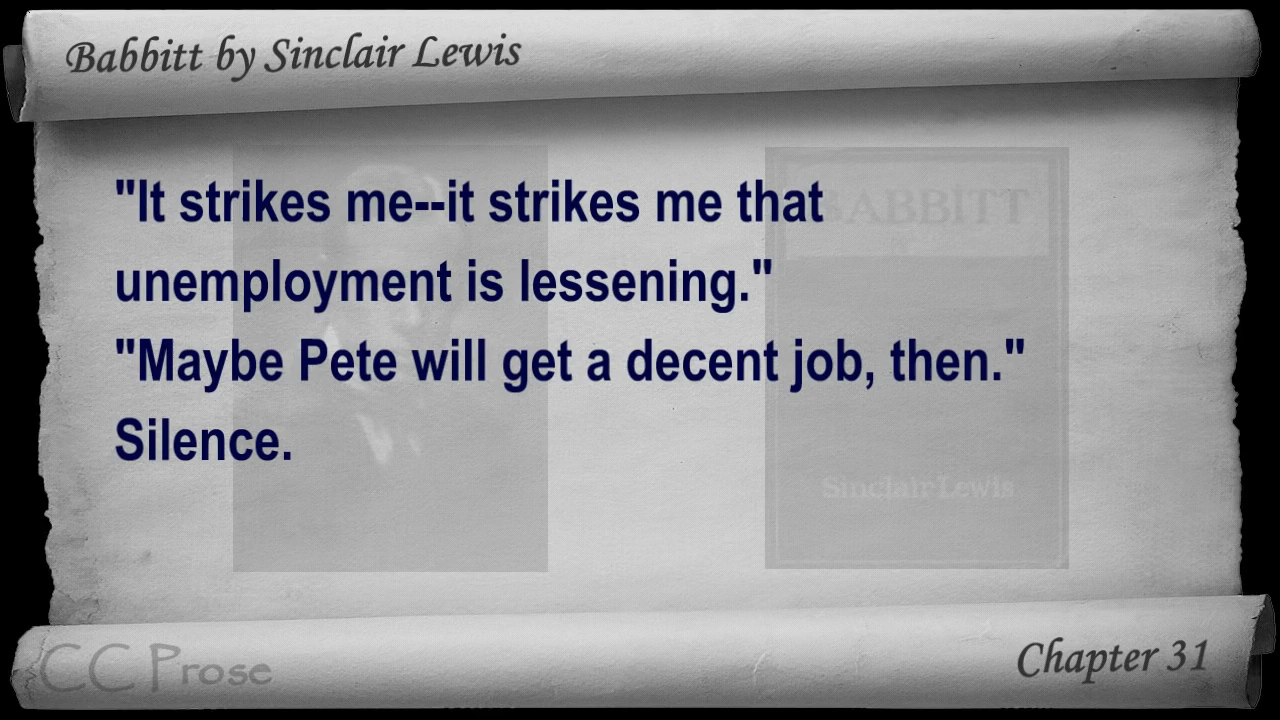 Babbitt by Sinclair Lewis
BABBITT
"It strikes me--it strikes me that
unemployment is lessening."
"Maybe Pete will get a decent job, then."
Silence.
Sinclair Lewis
CC Prose
Chapter 31